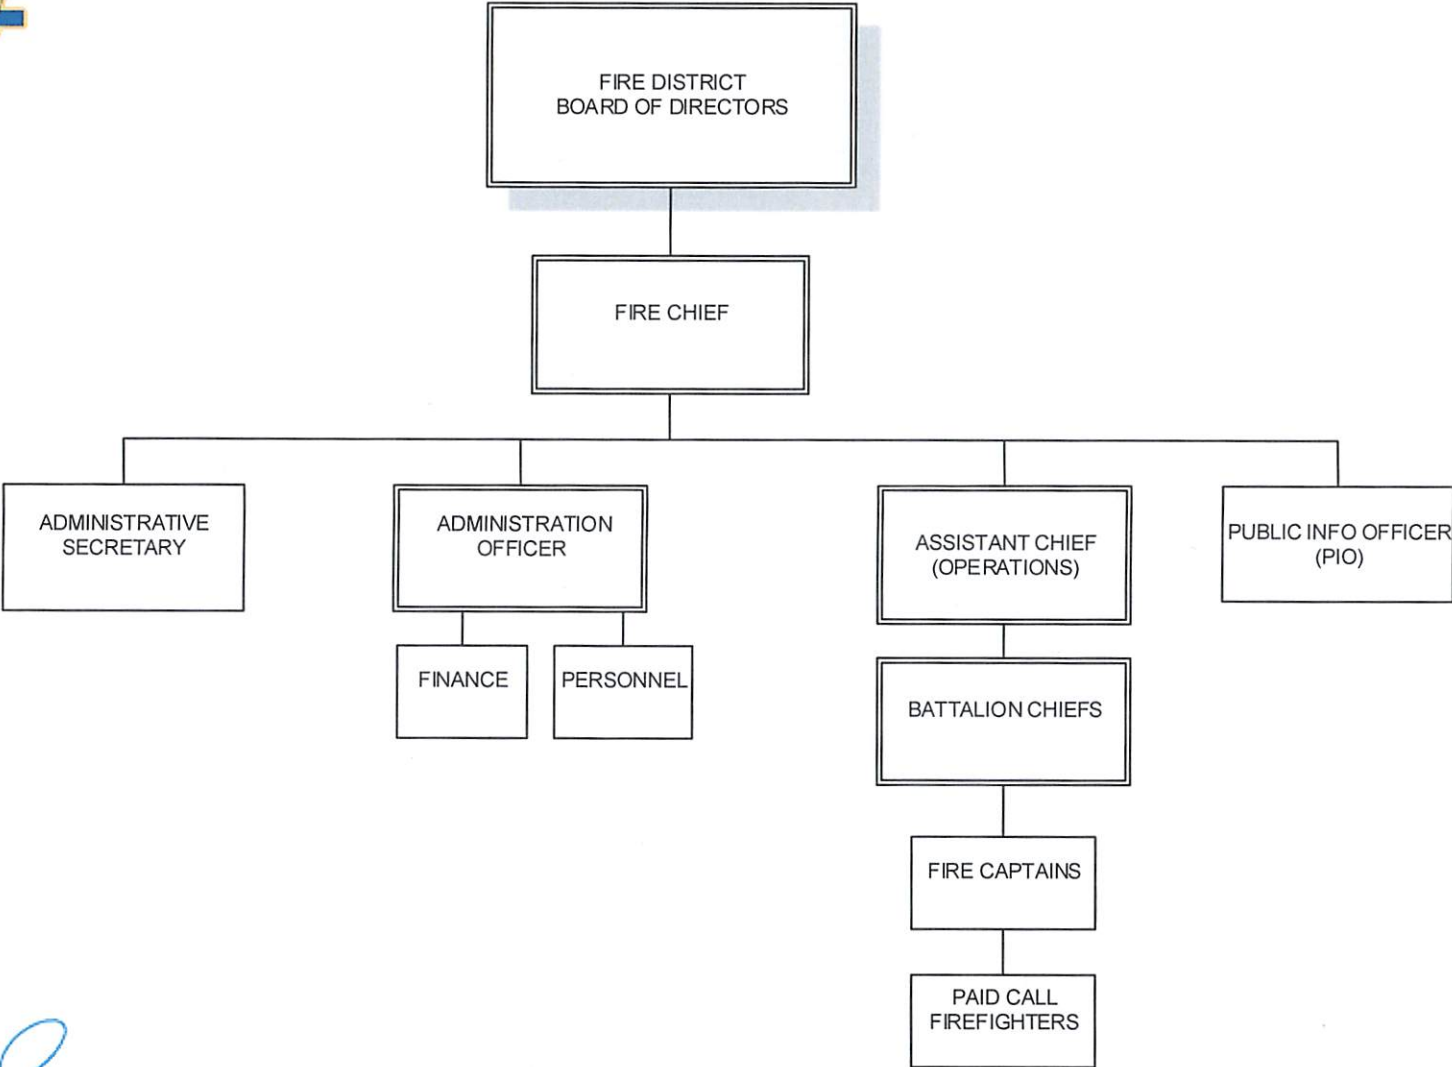 FIRE DISTRICT
BOARD OF DIRECTORS
FIRE CHIEF
ADMINISTRATIVE
SECRETARY
ADMINISTRATION
OFFICER
ASSISTANT CHIEF
(OPERATIONS)
PUBLIC INFO OFFICER
(PIO)
FINANCE
PERSONNEL
BATTALION CHIEFS
FIRE CAPTAINS
PAID CALL
FIREFIGHTERS